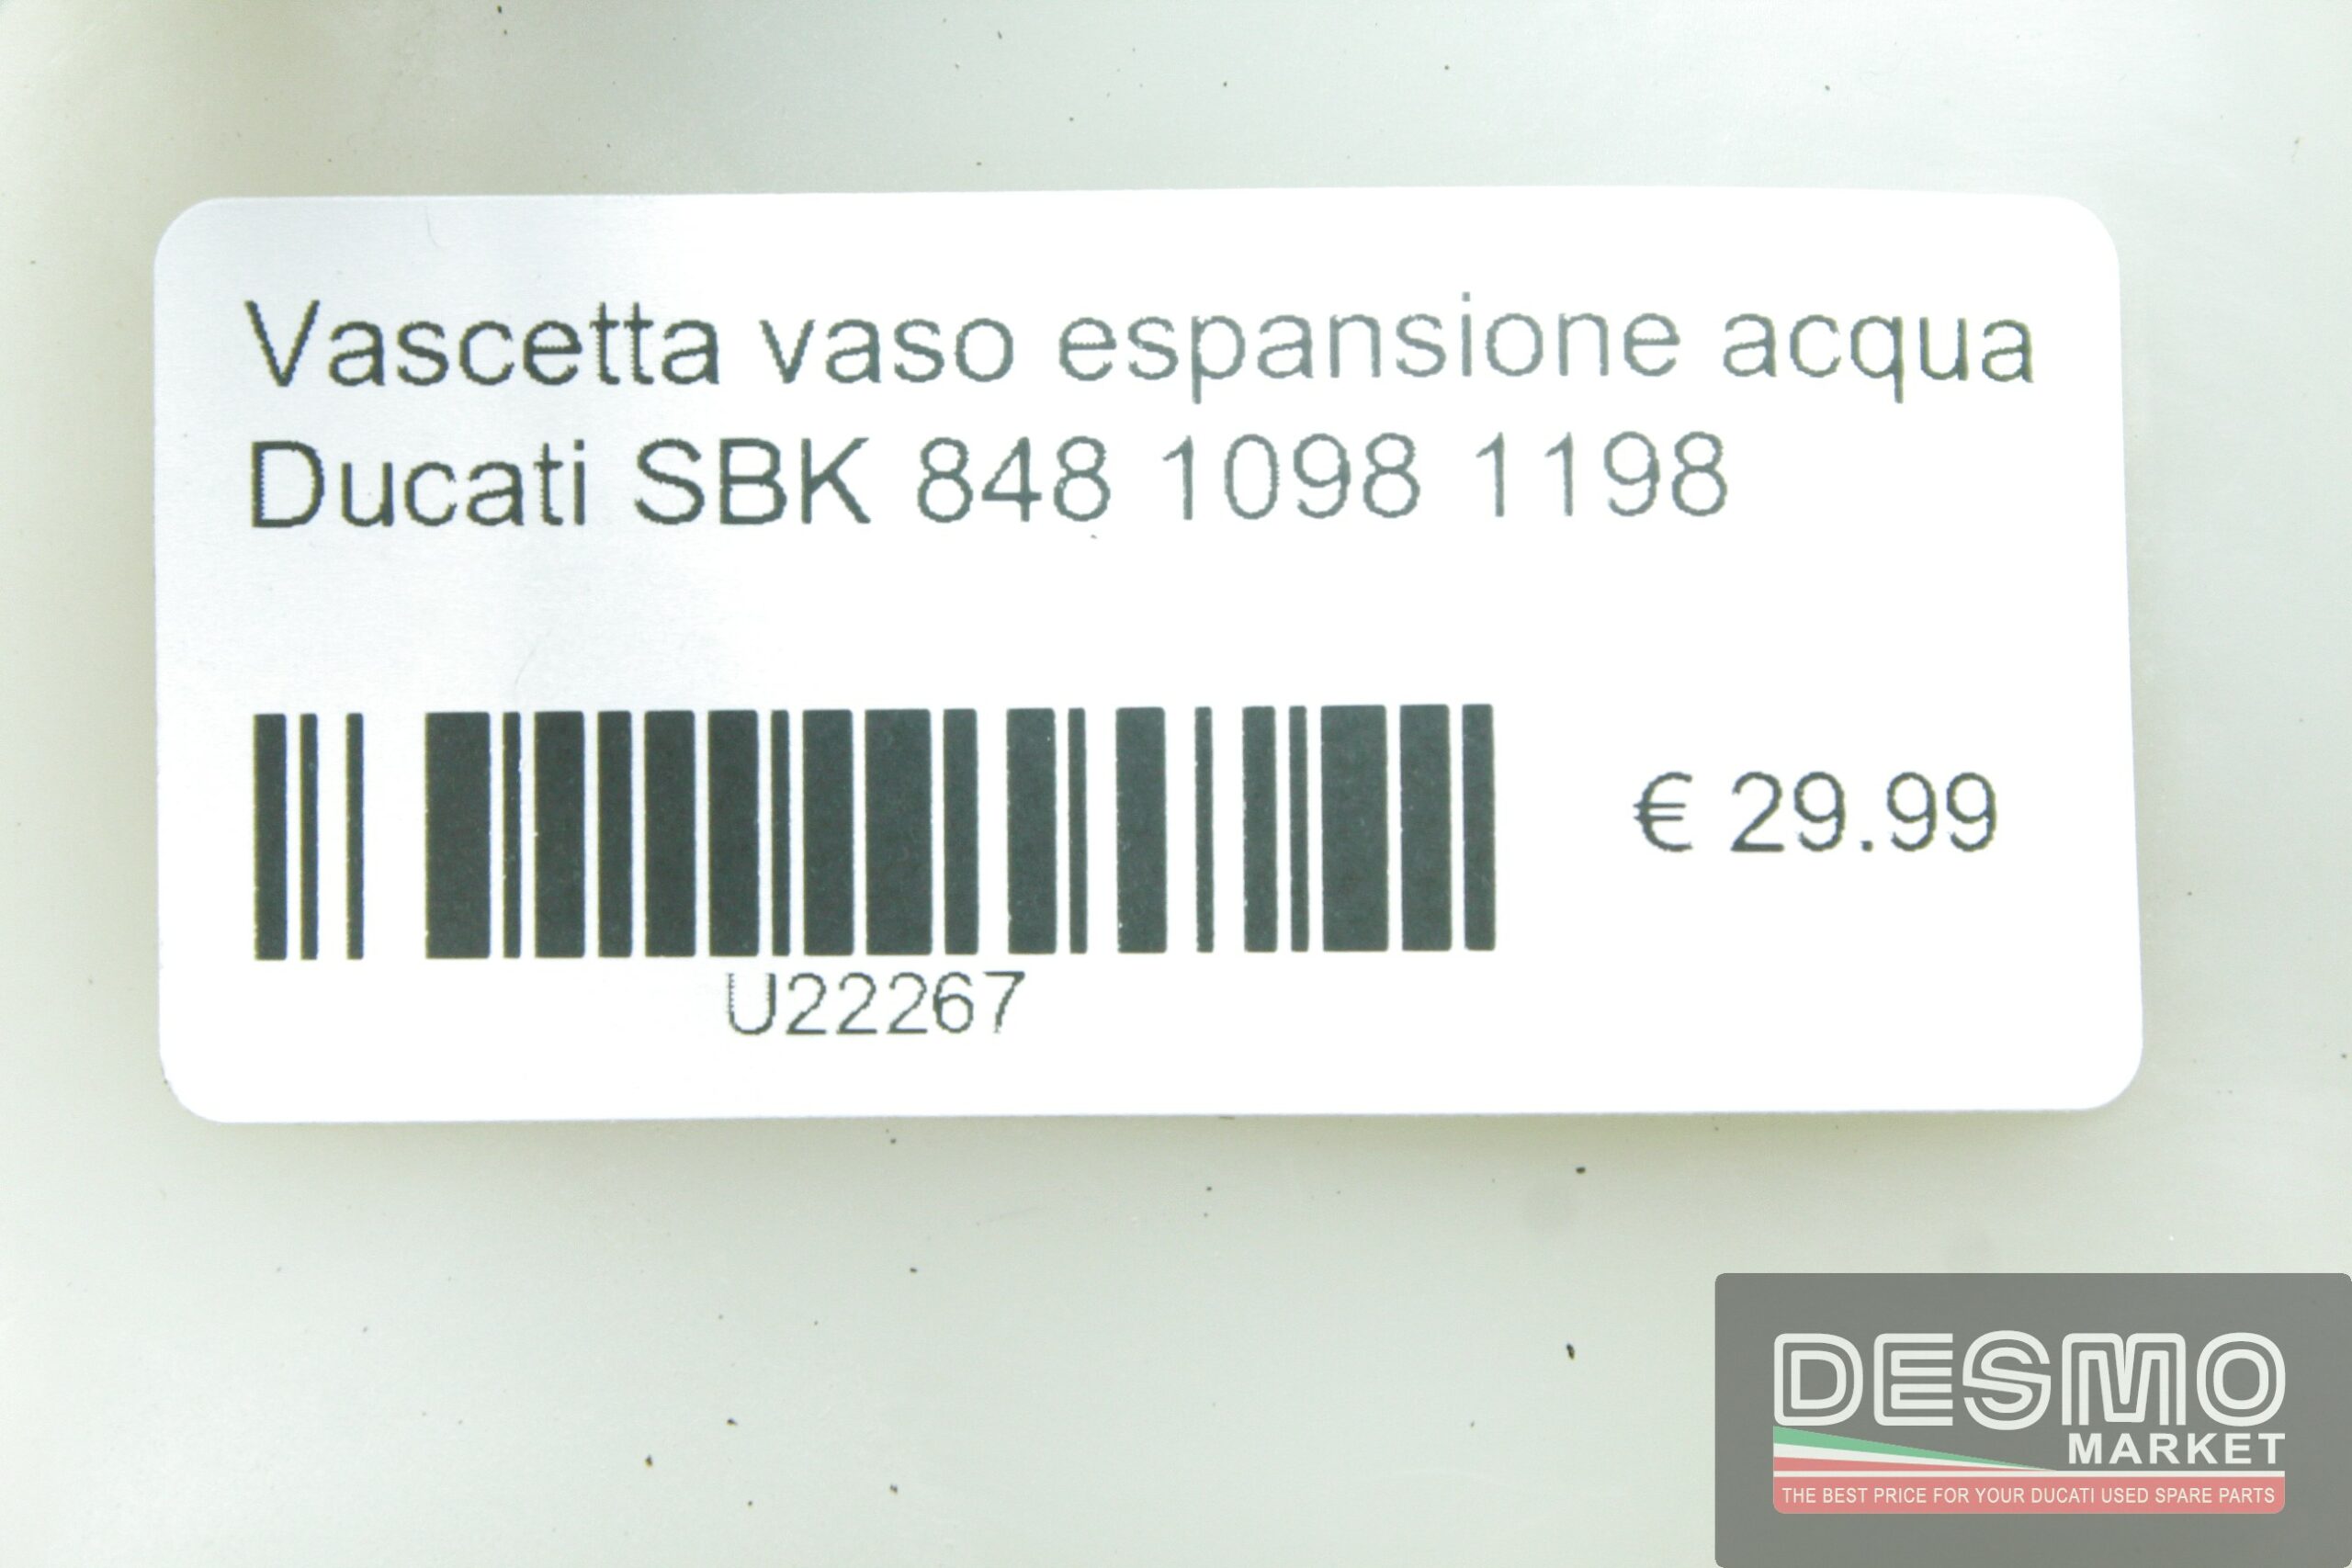 Vascetta vaso espansione acqua
Ducati SBK 848 1098 1198
€ 29.99
U22267
DESMO
MARKET
THE BEST PRICE FOR YOUR DUCATI USED SPARE PARTS